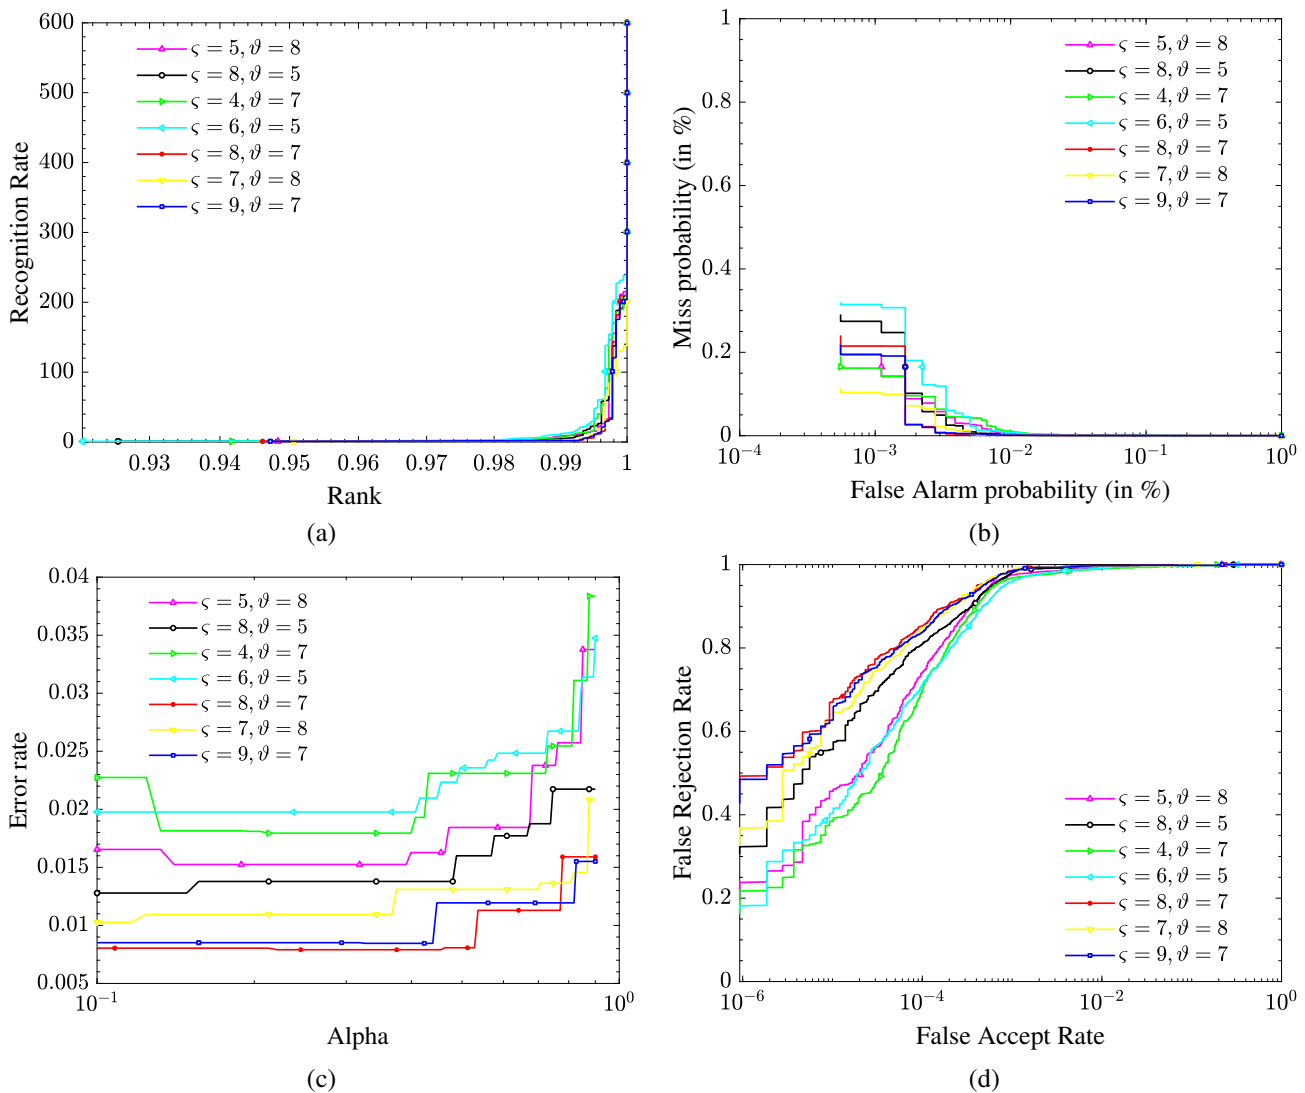 600
500
400
300
200
100
0
0.93 0.94 0.95 0.96 0.97 0.98 0.99 1
Recognition Rate
Rank
ς = 5, ϑ = 8
ς = 8, ϑ = 5
ς = 4, ϑ = 7
ς = 6, ϑ = 5
ς = 8, ϑ = 7
ς = 7, ϑ = 8
ς = 9, ϑ = 7
(a)
1
0.8
0.6
0.4
0.2
0
10⁻⁴ 10⁻³ 10⁻² 10⁻¹ 10⁰
Miss probability (in %)
False Alarm probability (in %)
ς = 5, ϑ = 8
ς = 8, ϑ = 5
ς = 4, ϑ = 7
ς = 6, ϑ = 5
ς = 8, ϑ = 7
ς = 7, ϑ = 8
ς = 9, ϑ = 7
(b)
0.04
0.035
0.03
0.025
0.02
0.015
0.01
0.005
10⁻¹ 10⁰
Error rate
Alpha
ς = 5, ϑ = 8
ς = 8, ϑ = 5
ς = 4, ϑ = 7
ς = 6, ϑ = 5
ς = 8, ϑ = 7
ς = 7, ϑ = 8
ς = 9, ϑ = 7
(c)
1
0.8
0.6
0.4
0.2
0
10⁻⁶ 10⁻⁴ 10⁻² 10⁰
False Rejection Rate
False Accept Rate
ς = 5, ϑ = 8
ς = 8, ϑ = 5
ς = 4, ϑ = 7
ς = 6, ϑ = 5
ς = 8, ϑ = 7
ς = 7, ϑ = 8
ς = 9, ϑ = 7
(d)